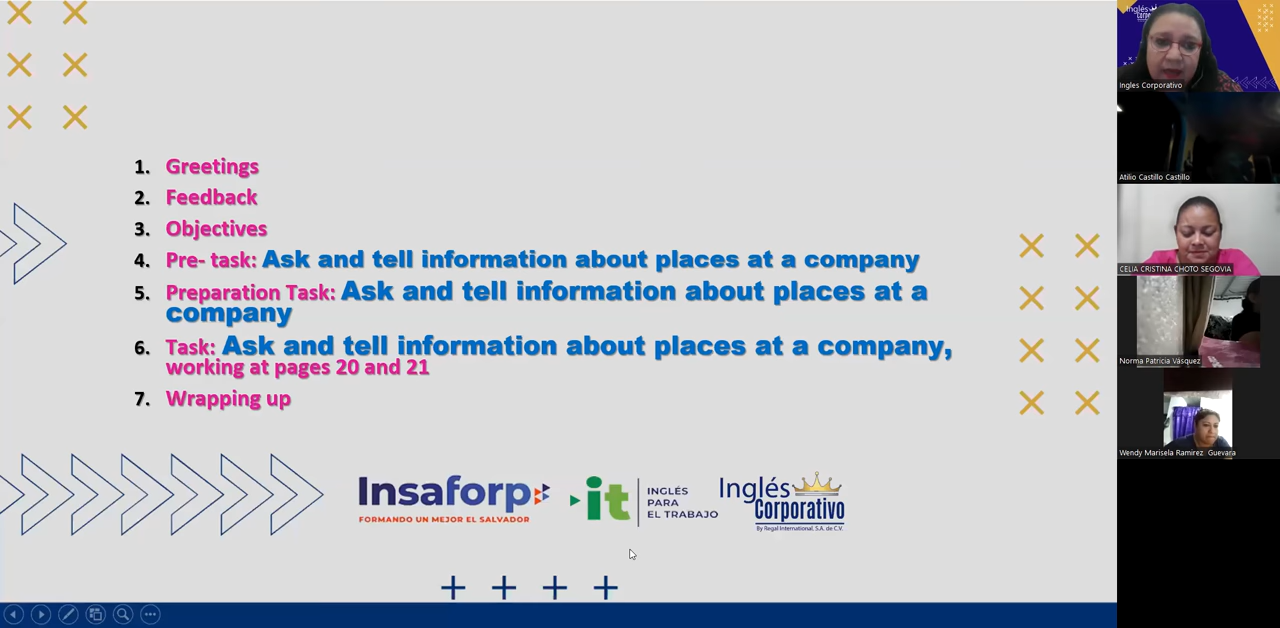 1. Greetings
2. Feedback
3. Objectives
4. Pre- task: Ask and tell information about places at a company
5. Preparation Task: Ask and tell information about places at a
company
6. Task: Ask and tell information about places at a company,
working at pages 20 and 21
7. Wrapping up
Insaforp
FORMANDO UN MEJOR EL SALVADOR
it
INGLÉS
PARA
EL TRABAJO
Inglés
Corporativo
By Regal International, S.A. de C.V.
Inglés
Ingles Corporativo
Atilio Castillo Castillo
CELIA CRISTINA CHOTO SEGOVIA
Norma Patricia Vásquez
Wendy Marisela Ramirez Guevara